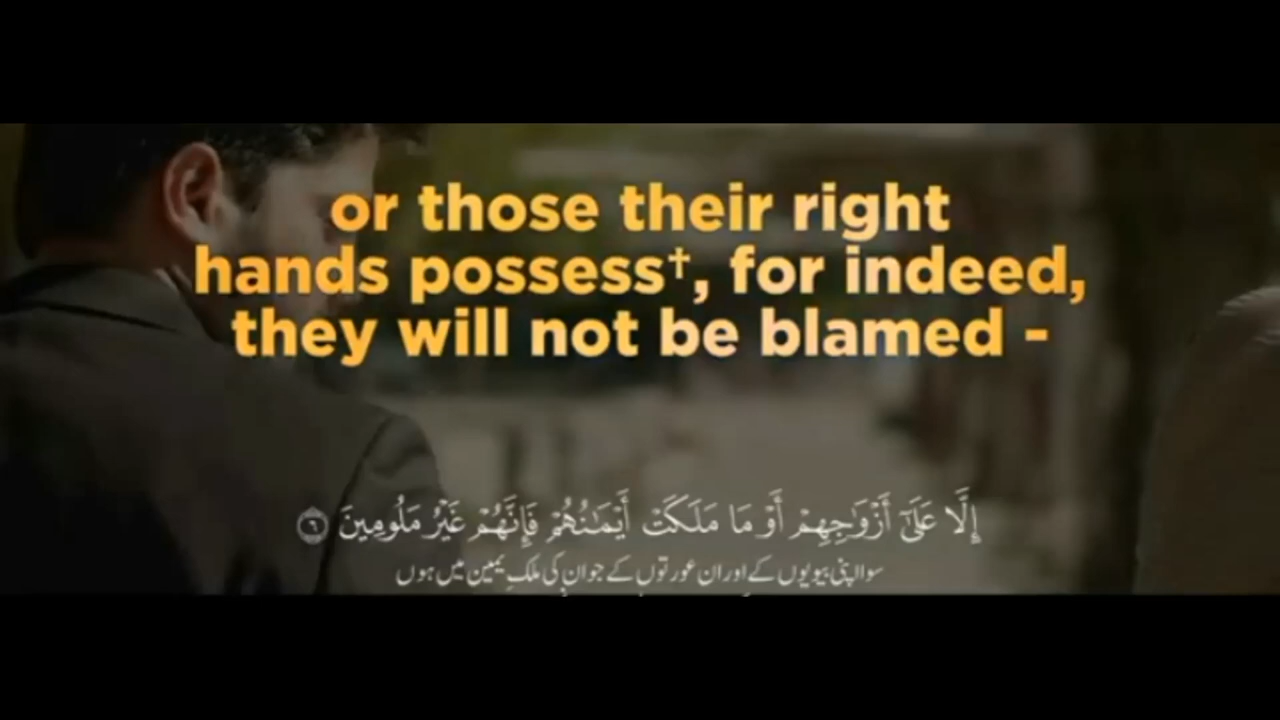 or those their right
hands possess†, for indeed,
they will not be blamed -
إِلَّا عَلَىٰٓ أَزْوَٰجِهِمْ أَوْ مَا مَلَكَتْ أَيْمَـٰنُهُمْ فَإِنَّهُمْ غَيْرُ مَلُومِينَ ٦
سوا اپنی بیویوں کے اور ان عورتوں کے جو ان کی ملکِ یمین میں ہوں